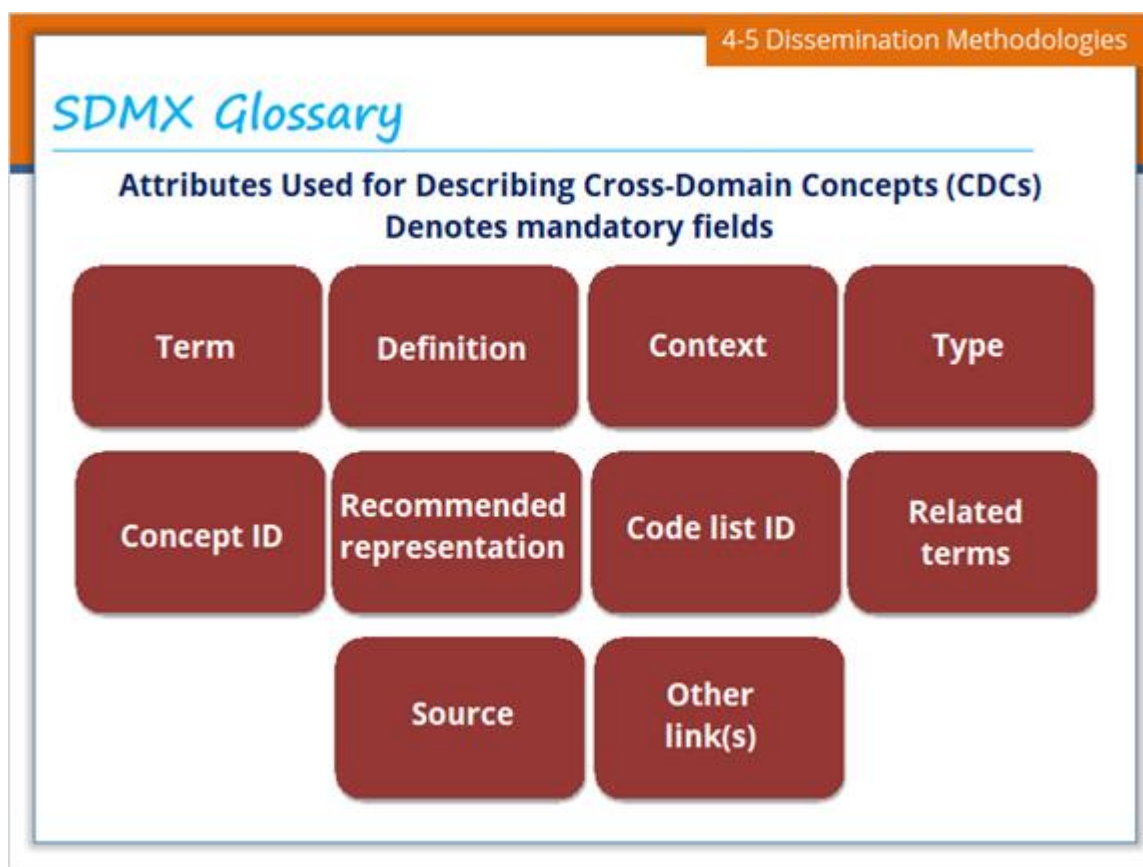 4-5 Dissemination Methodologies
SDMX Glossary
Attributes Used for Describing Cross-Domain Concepts (CDCs)
Denotes mandatory fields
Term
Definition
Context
Type
Concept ID
Recommended
representation
Code list ID
Related
terms
Source
Other
link(s)